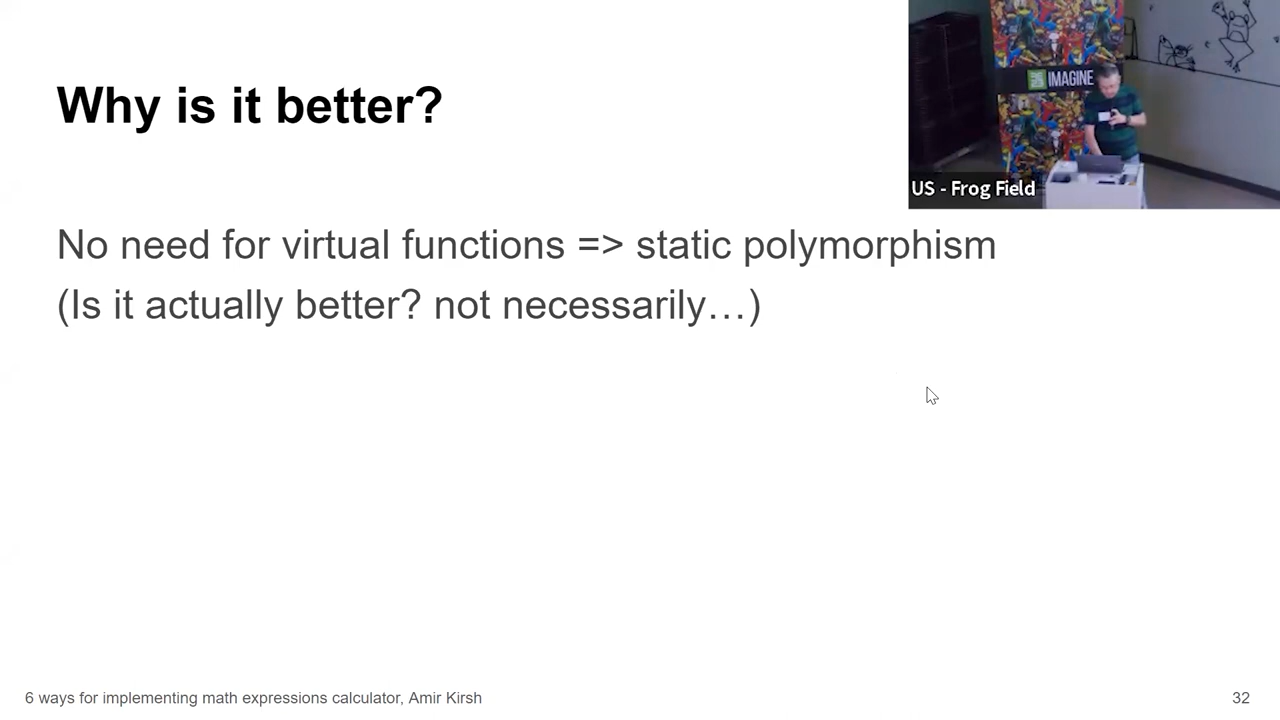 Why is it better?
No need for virtual functions => static polymorphism
(Is it actually better? not necessarily…)
IMAGINE
US - Frog Field
6 ways for implementing math expressions calculator, Amir Kirsh
32